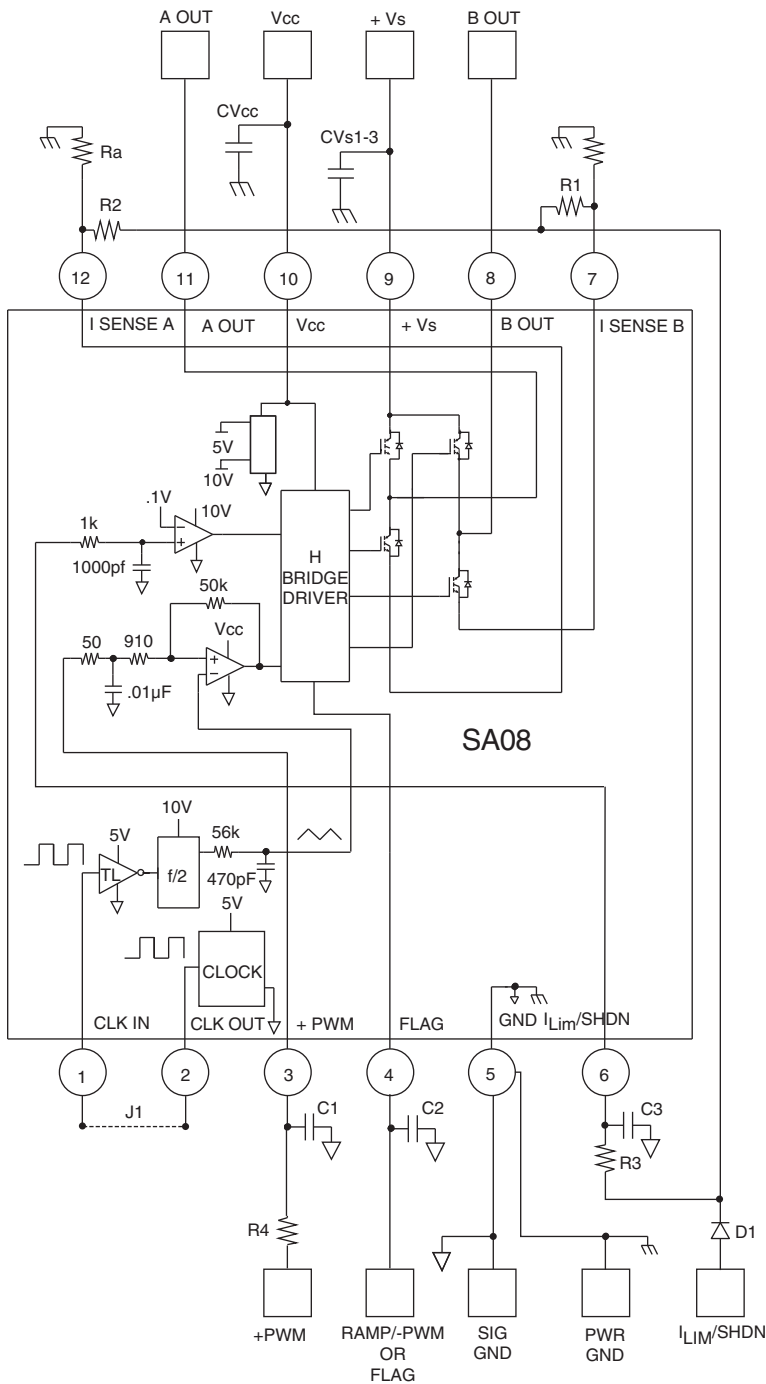 A OUT
Vcc
+ Vs
B OUT
CVcc
CVs1-3
Ra
R2
R1
12
11
10
9
8
7
I SENSE A
A OUT
Vcc
+ Vs
B OUT
I SENSE B
5V
10V
.1V
10V
1k
1000pf
H
BRIDGE
DRIVER
50k
Vcc
50
910
.01µF
SA08
10V
5V
56k
TL
f/2
470pF
5V
CLOCK
CLK IN
CLK OUT
+ PWM
FLAG
GND
ILim/SHDN
1
2
3
4
5
6
J1
C1
C2
C3
R3
R4
D1
+PWM
RAMP/-PWM
OR
FLAG
SIG
GND
PWR
GND
ILIM/SHDN